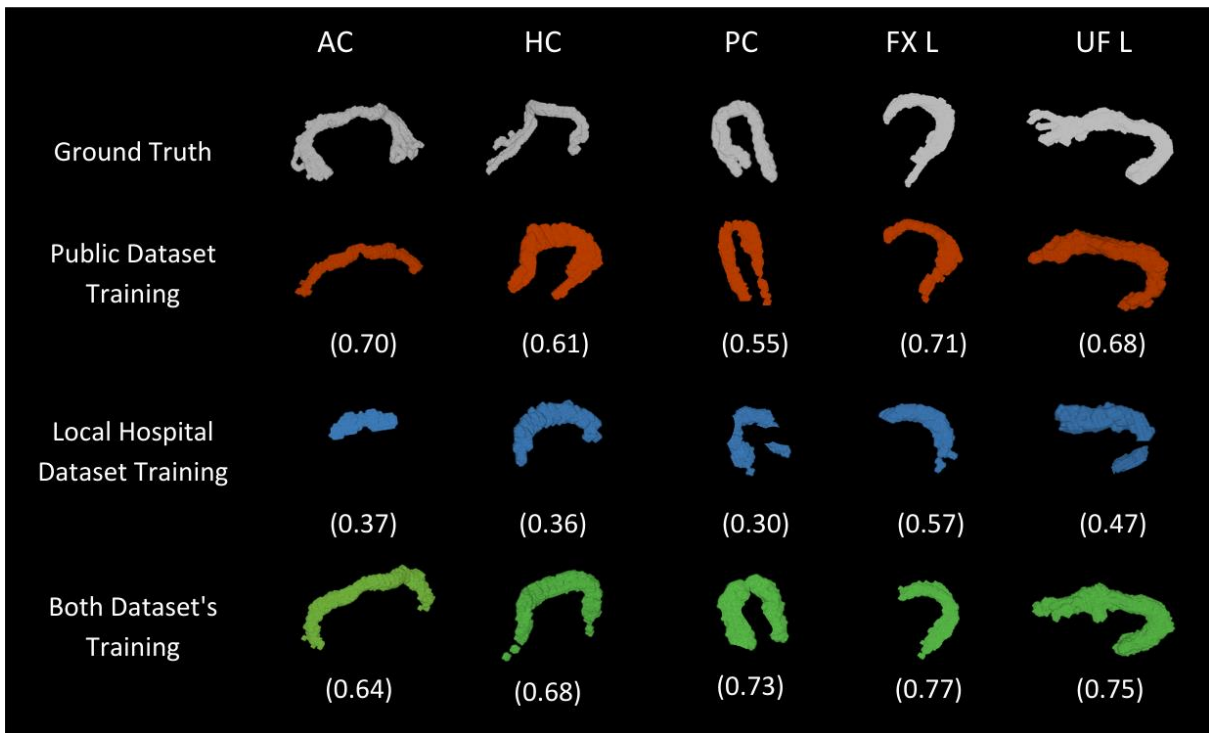 AC HC PC FX L UF L
Ground Truth
Public Dataset
Training
(0.70) (0.61) (0.55) (0.71) (0.68)
Local Hospital
Dataset Training
(0.37) (0.36) (0.30) (0.57) (0.47)
Both Dataset's
Training
(0.64) (0.68) (0.73) (0.77) (0.75)